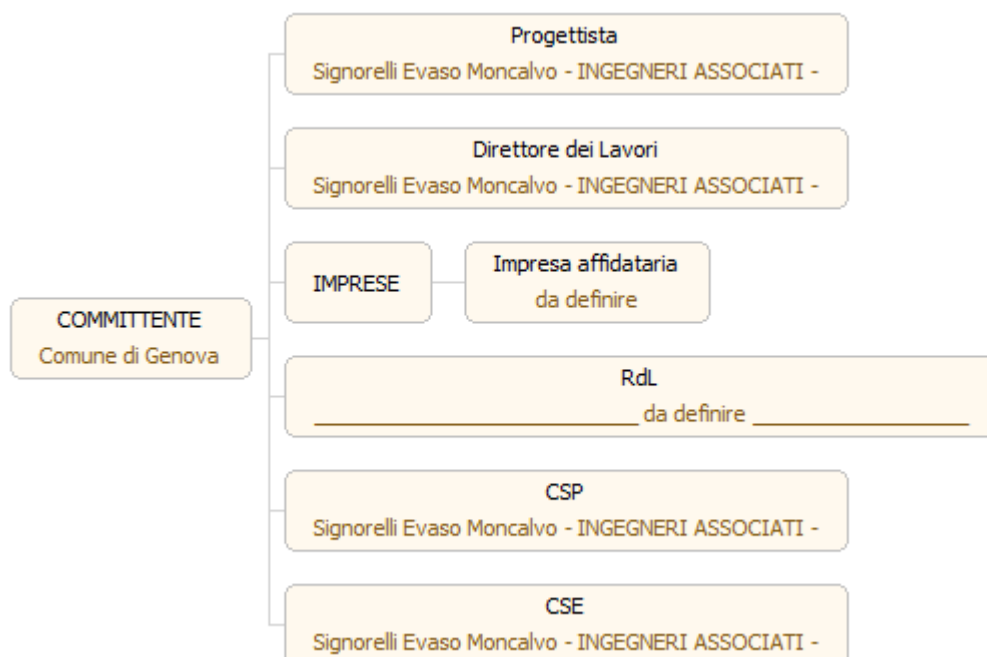 Progettista
Signorelli Evaso Moncalvo - INGEGNERI ASSOCIATI -
Direttore dei Lavori
Signorelli Evaso Moncalvo - INGEGNERI ASSOCIATI -
IMPRESE
Impresa affidataria
da definire
COMMITTENTE
Comune di Genova
RdL
___________________________ da definire __________________
CSP
Signorelli Evaso Moncalvo - INGEGNERI ASSOCIATI -
CSE
Signorelli Evaso Moncalvo - INGEGNERI ASSOCIATI -